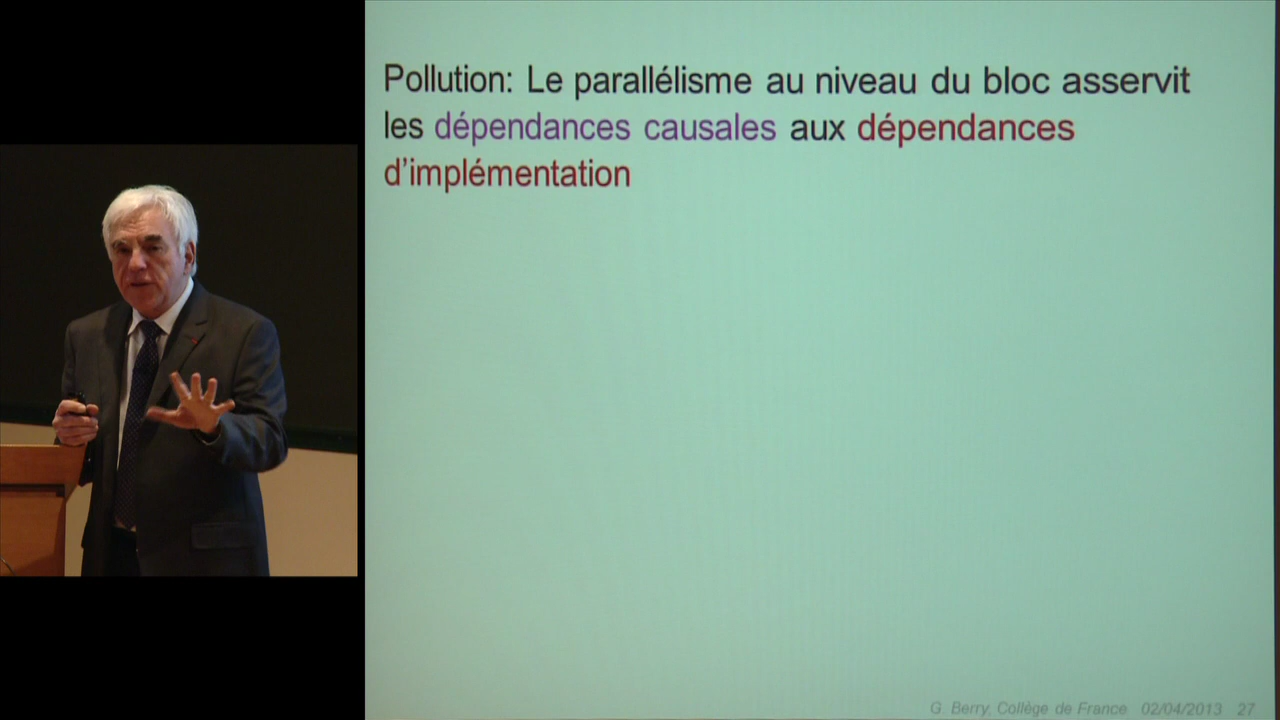 Pollution: Le parallélisme au niveau du bloc asservit
les dépendances causales aux dépendances
d’implémentation
G. Berry, Collège de France 02/04/2013 27